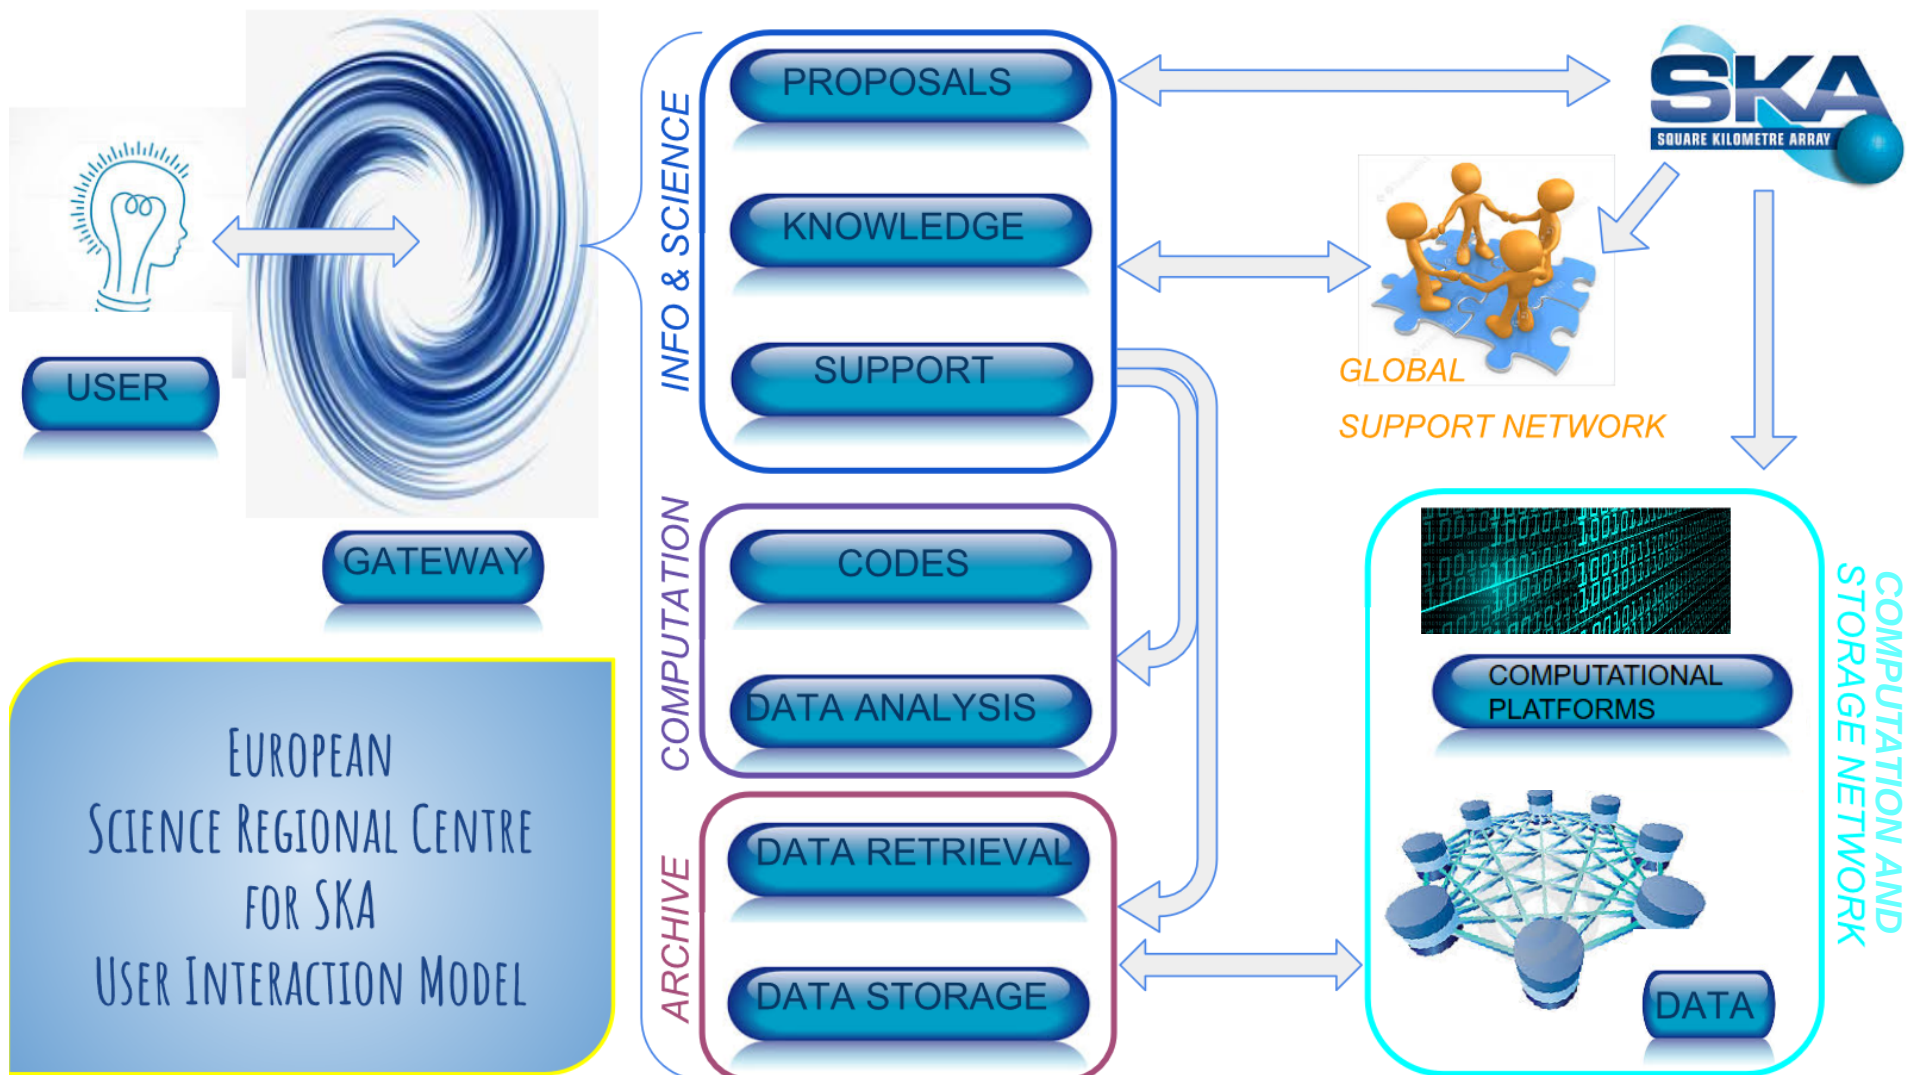 USER
GATEWAY
EUROPEAN
SCIENCE REGIONAL CENTRE
FOR SKA
USER INTERACTION MODEL
INFO & SCIENCE
PROPOSALS
KNOWLEDGE
SUPPORT
COMPUTATION
CODES
DATA ANALYSIS
ARCHIVE
DATA RETRIEVAL
DATA STORAGE
SKA
SQUARE KILOMETRE ARRAY
GLOBAL
SUPPORT NETWORK
COMPUTATIONAL
PLATFORMS
DATA
COMPUTATION AND
STORAGE NETWORK